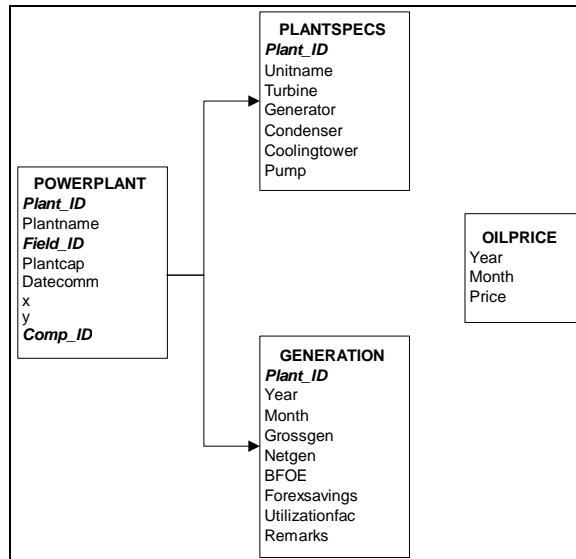 PLANTSPECS
Plant_ID
Unitname
Turbine
Generator
Condenser
Coolingtower
Pump
POWERPLANT
Plant_ID
Plantname
Field_ID
Plantcap
Datecomm
x
y
Comp_ID
OILPRICE
Year
Month
Price
GENERATION
Plant_ID
Year
Month
Grossgen
Netgen
BFOE
Forexsavings
Utilizationfac
Remarks